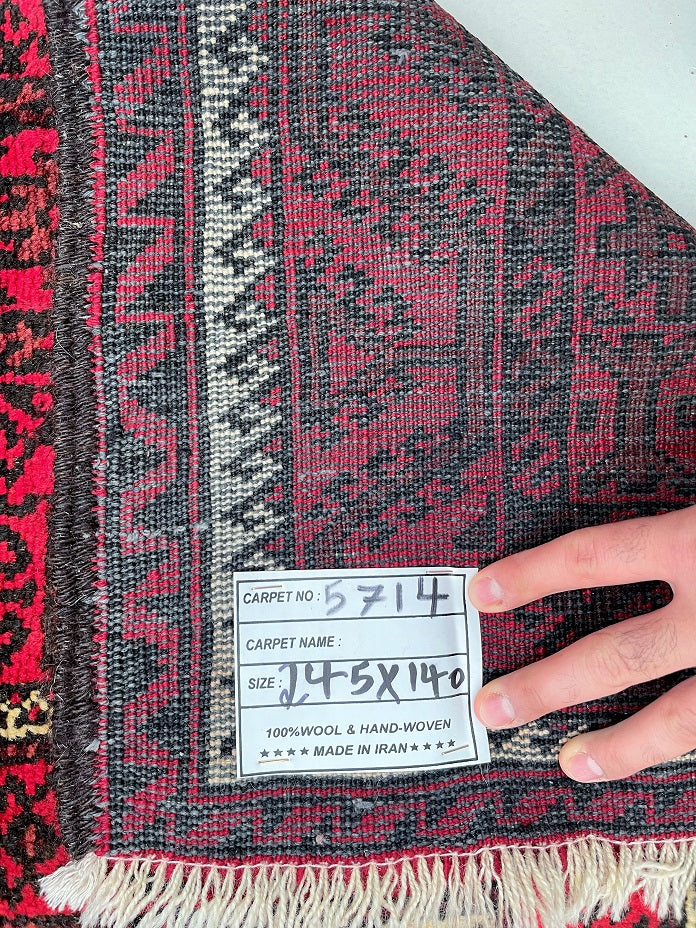 CARPET NO : 5714
CARPET NAME :
SIZE : 245X140
100%WOOL & HAND-WOVEN
★★★★ MADE IN IRAN ★★★★